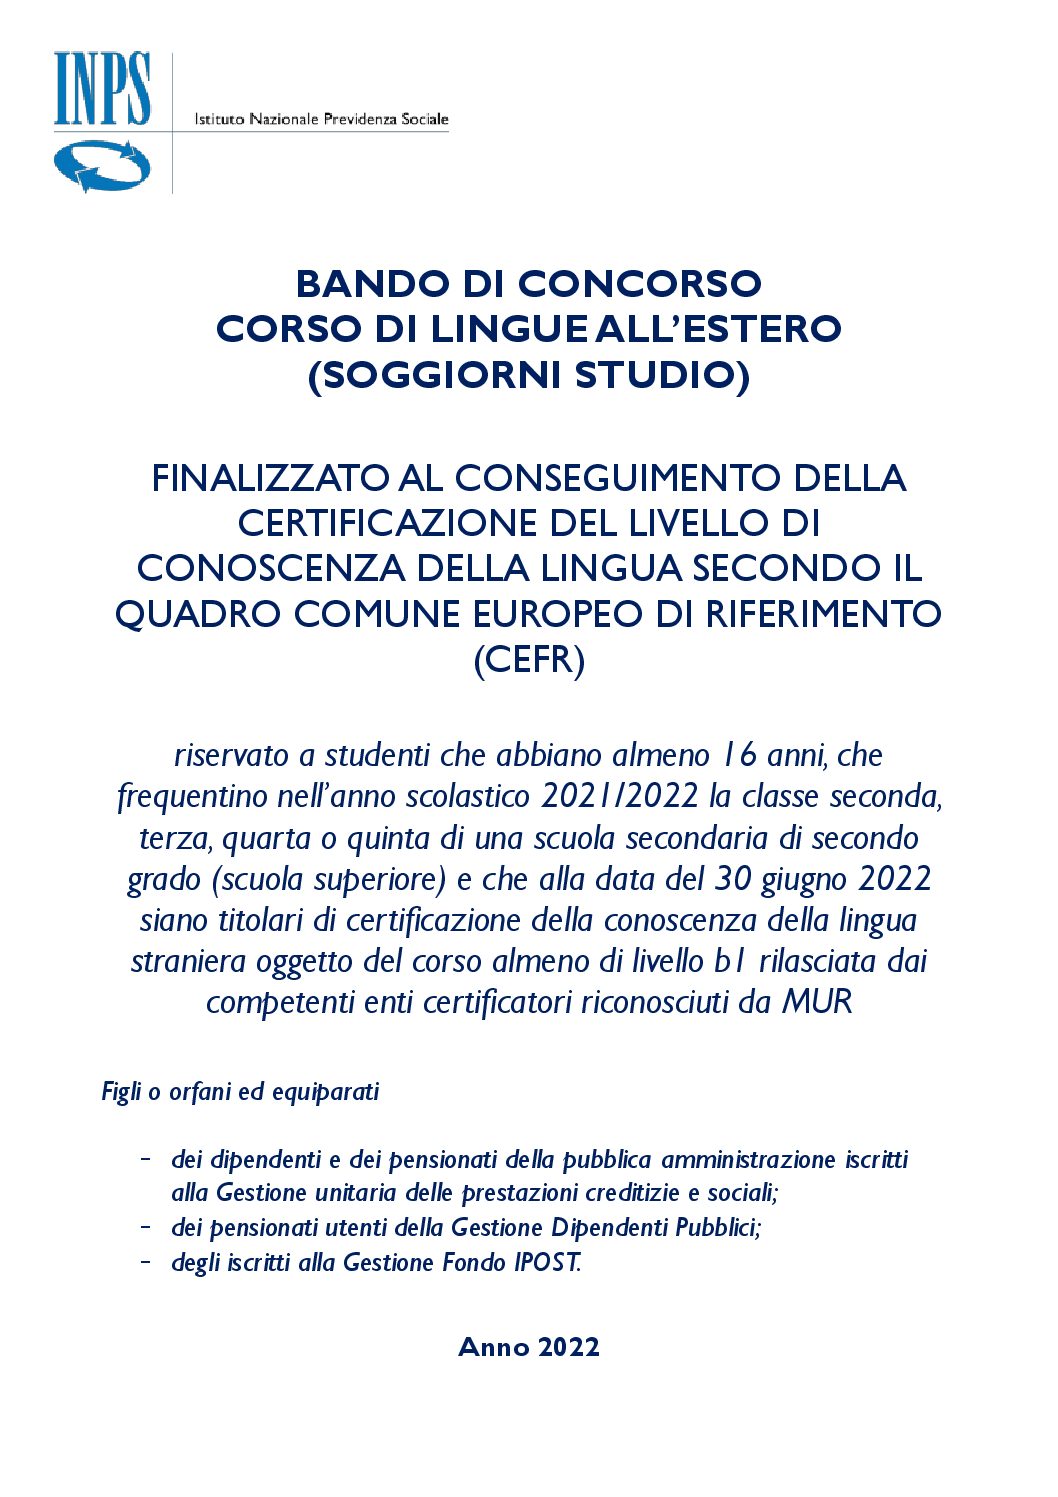 INPS
Istituto Nazionale Previdenza Sociale
BANDO DI CONCORSO
CORSO DI LINGUE ALL’ESTERO
(SOGGIORNI STUDIO)
FINALIZZATO AL CONSEGUIMENTO DELLA
CERTIFICAZIONE DEL LIVELLO DI
CONOSCENZA DELLA LINGUA SECONDO IL
QUADRO COMUNE EUROPEO DI RIFERIMENTO
(CEFR)
riservato a studenti che abbiano almeno 16 anni, che
frequentino nell’anno scolastico 2021/2022 la classe seconda,
terza, quarta o quinta di una scuola secondaria di secondo
grado (scuola superiore) e che alla data del 30 giugno 2022
siano titolari di certificazione della conoscenza della lingua
straniera oggetto del corso almeno di livello b1 rilasciata dai
competenti enti certificatori riconosciuti da MUR
Figli o orfani ed equiparati
- dei dipendenti e dei pensionati della pubblica amministrazione iscritti
alla Gestione unitaria delle prestazioni creditizie e sociali;
- dei pensionati utenti della Gestione Dipendenti Pubblici;
- degli iscritti alla Gestione Fondo IPOST.
Anno 2022